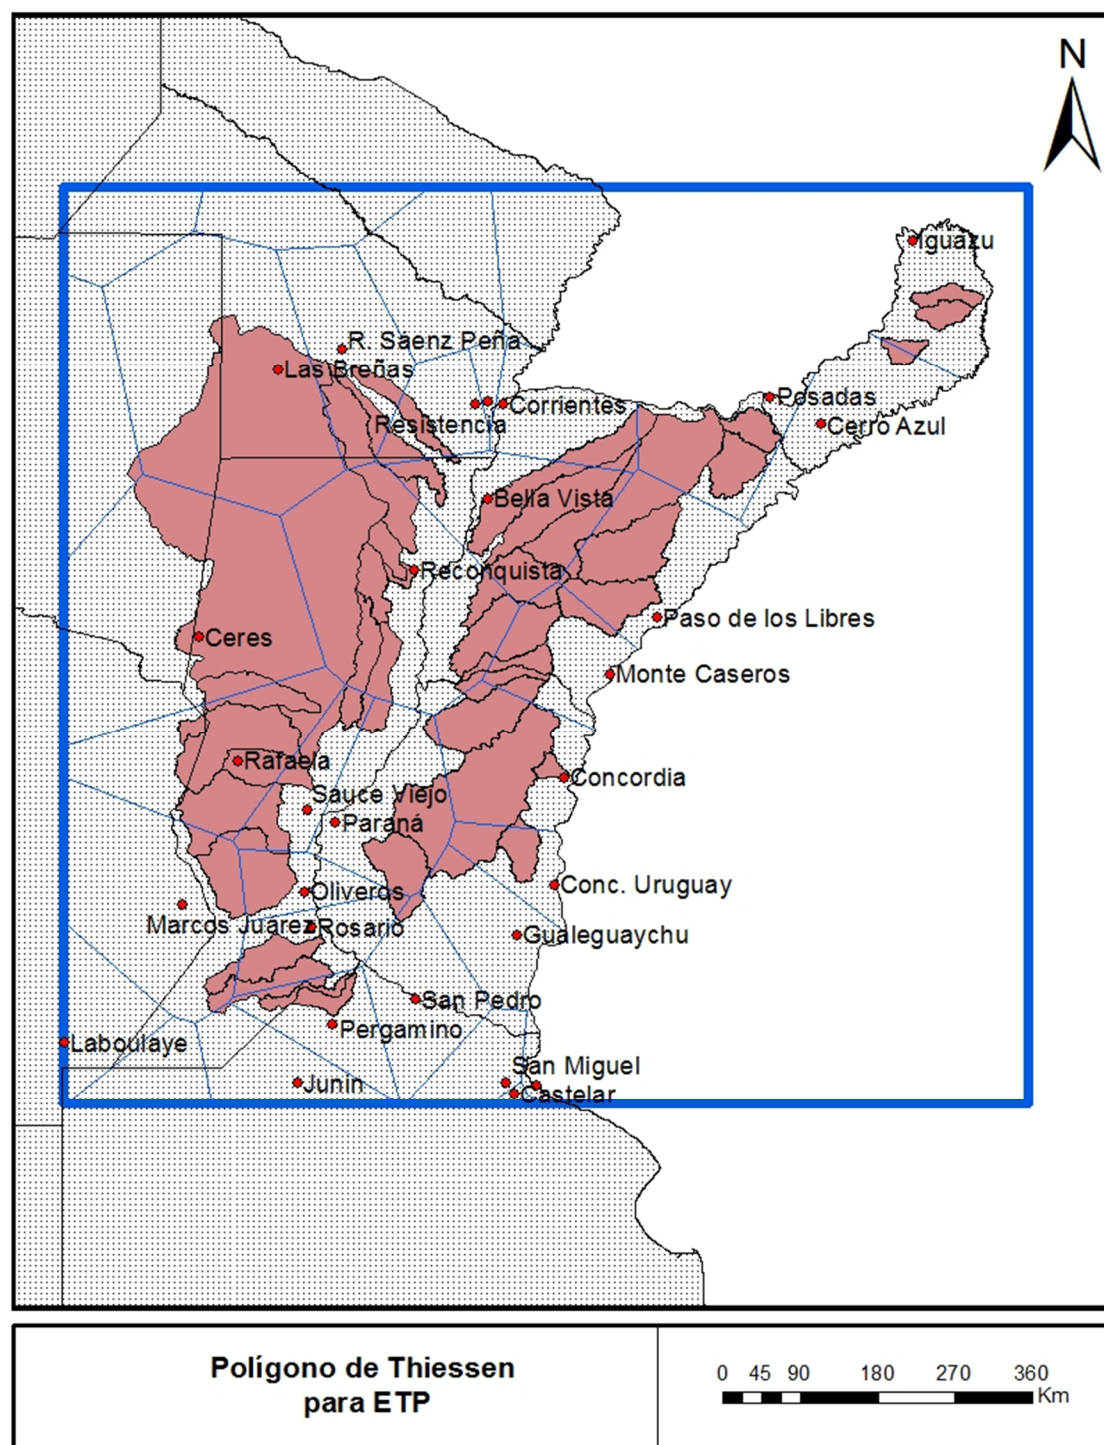 N
Iguazu
R. Saenz Peña
Las Breñas
Posadas
Corrientes
Resistencia
Cerro Azul
Bella Vista
Reconquista
Paso de los Libres
Ceres
Monte Caseros
Rafaela
Concordia
Sauce Viejo
Paraná
Conc. Uruguay
Oliveros
Marcos Juarez
Rosario
Gualeguaychu
San Pedro
Pergamino
Laboulaye
San Miguel
Junin
Castelar
Polígono de Thiessen
para ETP
0 45 90 180 270 360
Km